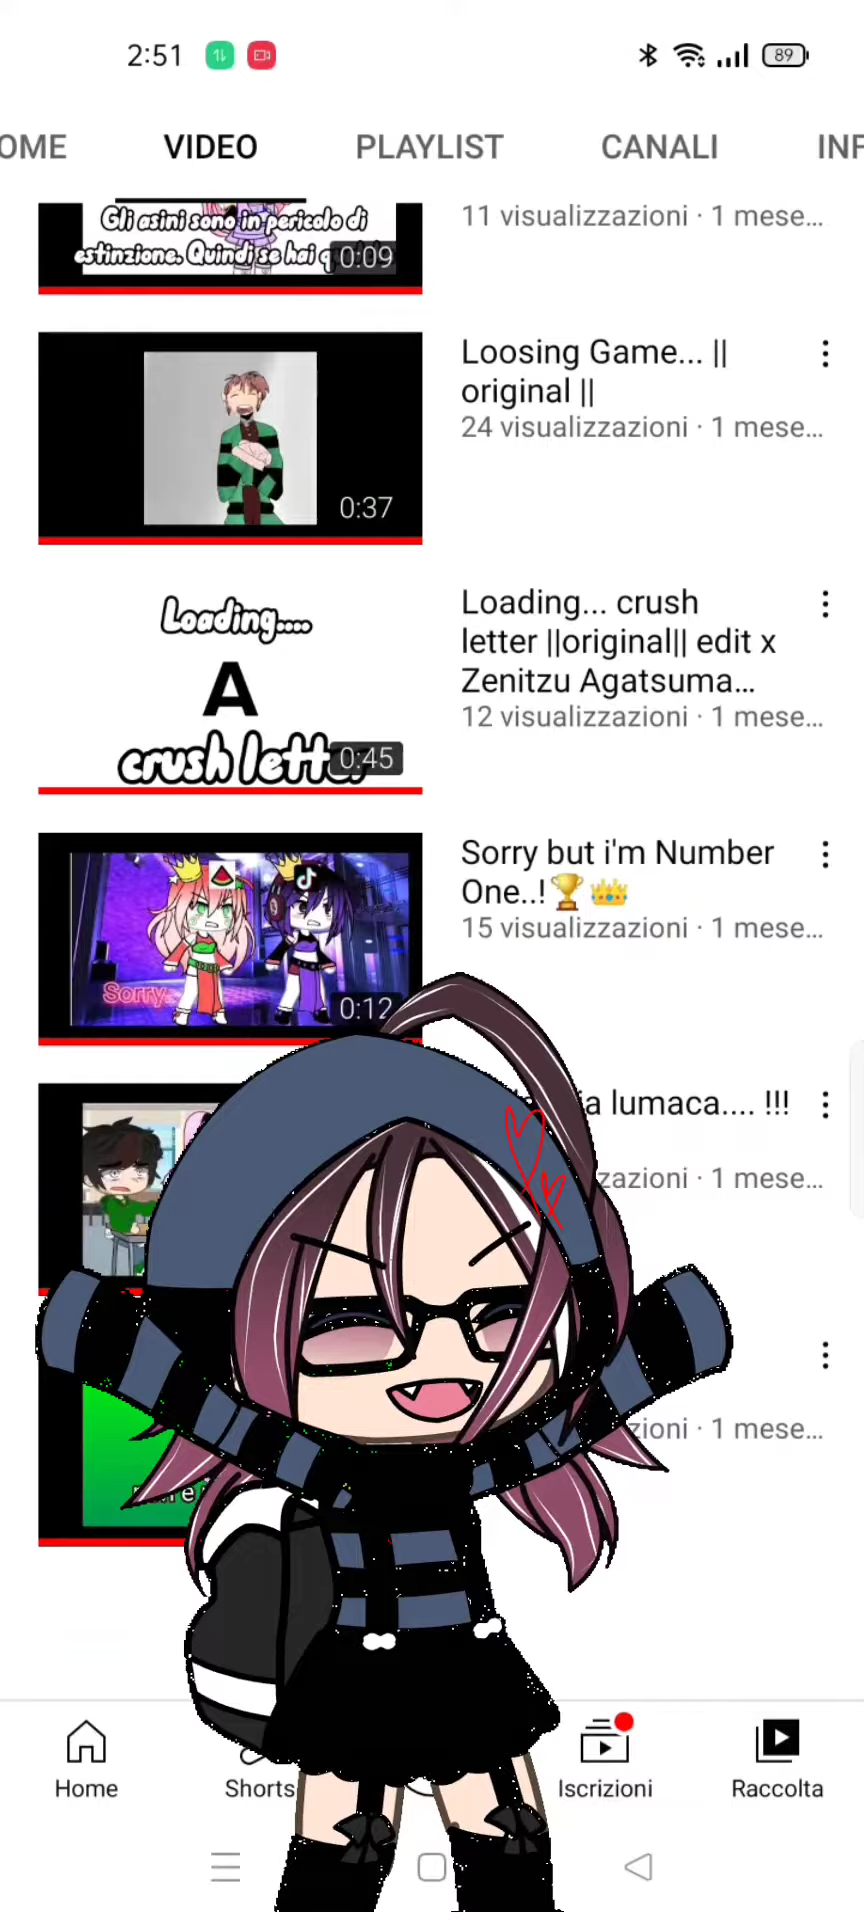 2:51
89
OME VIDEO PLAYLIST CANALI INF
Gli asini sono in pericolo di
estinzione. Quindi se hai q
0:09
11 visualizzazioni · 1 mese...
Loosing Game... ||
original ||
24 visualizzazioni · 1 mese...
0:37
Loading....
A
crush letter
0:45
Loading... crush
letter ||original|| edit x
Zenitzu Agatsuma...
12 visualizzazioni · 1 mese...
Sorry
0:12
Sorry but i'm Number
One..!🏆👑
15 visualizzazioni · 1 mese...
a lumaca.... !!!
zazioni · 1 mese...
zioni · 1 mese...
Home
Shorts
Iscrizioni
Raccolta